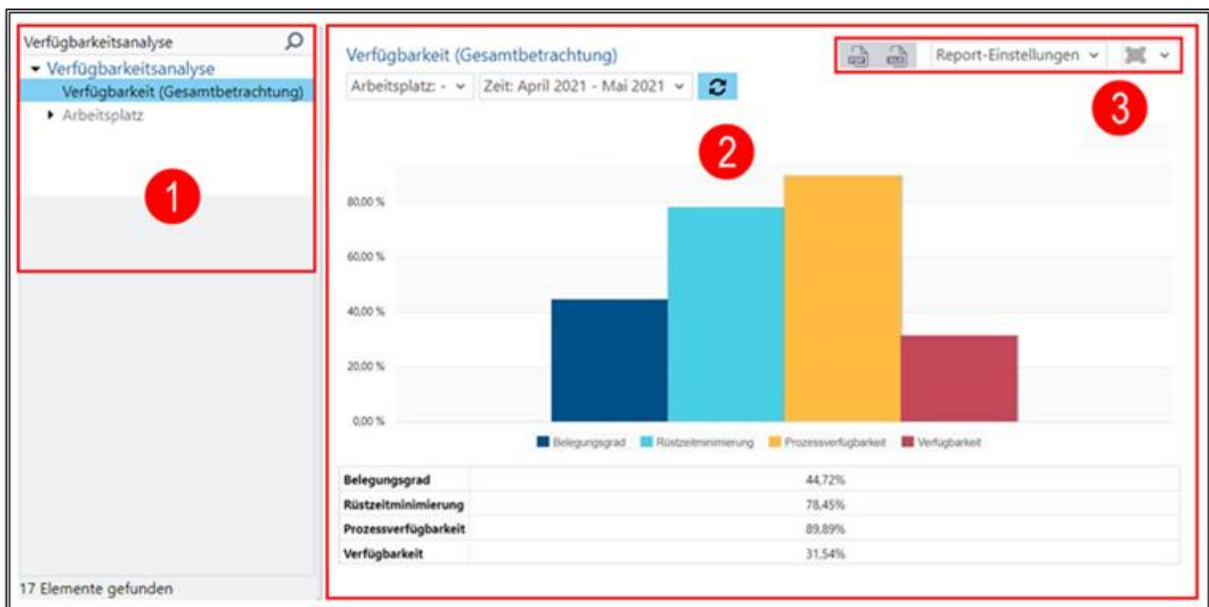 Verfügbarkeitsanalyse
Verfügbarkeitsanalyse
Verfügbarkeit (Gesamtbetrachtung)
Arbeitsplatz
1
17 Elemente gefunden
Verfügbarkeit (Gesamtbetrachtung)
PDF XLS Report-Einstellungen
3
Arbeitsplatz: - Zeit: April 2021 - Mai 2021
2
80,00 %
60,00 %
40,00 %
20,00 %
0,00 %
Belegungsgrad Rüstzeitminimierung Prozessverfügbarkeit Verfügbarkeit
Belegungsgrad 44,72%
Rüstzeitminimierung 78,45%
Prozessverfügbarkeit 89,89%
Verfügbarkeit 31,54%